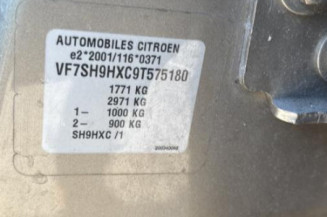 AUTOMOBILES CITROEN
e2*2001/116*0371
VF7SH9HXC9T575180
1771 KG
2971 KG
1- 1000 KG
2- 900 KG
SH9HXC /1